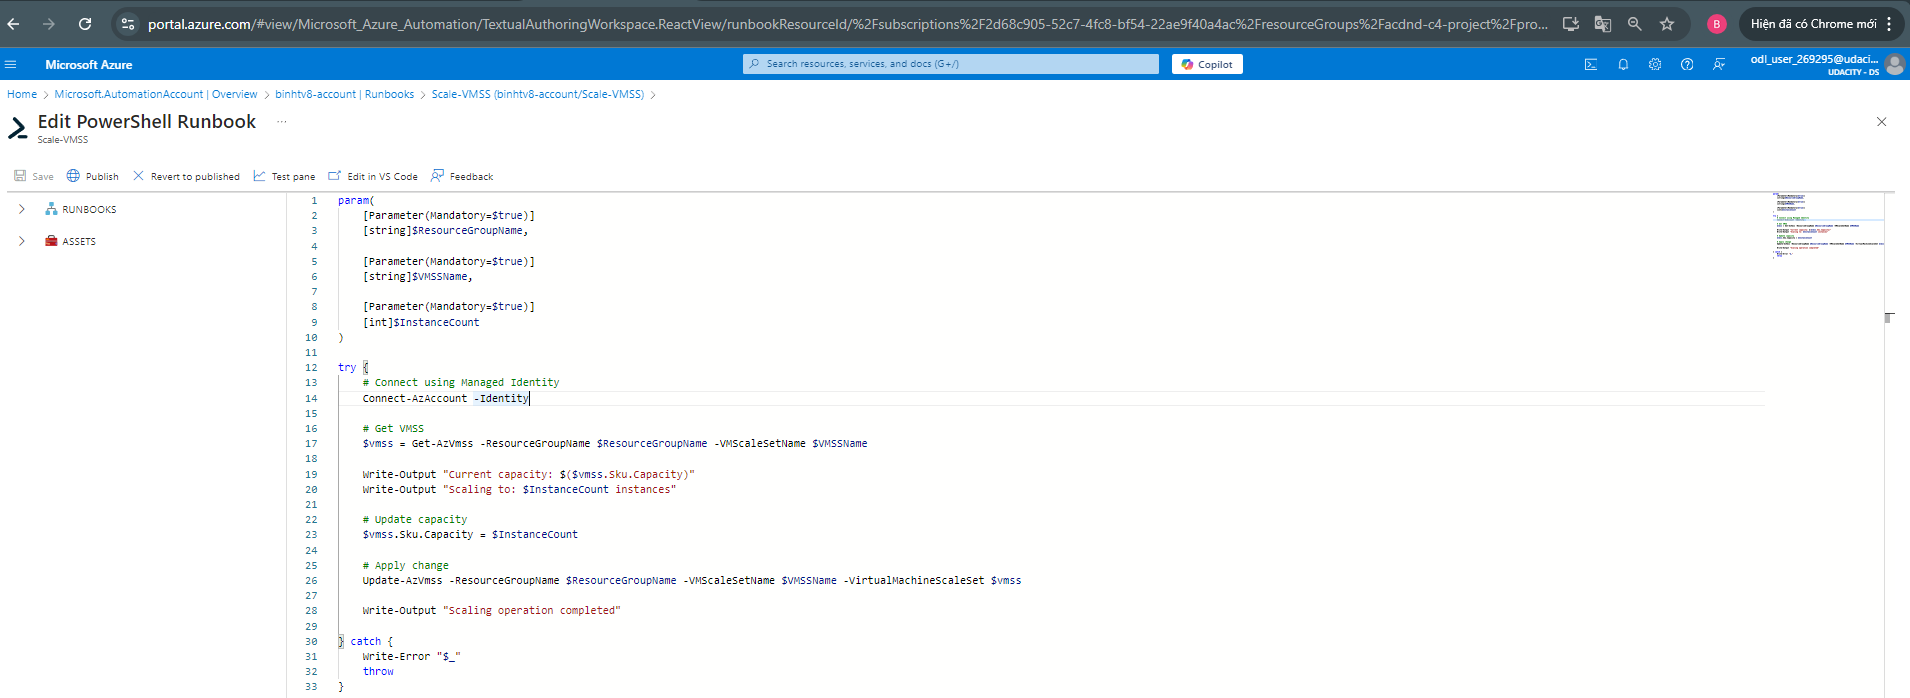 portal.azure.com/#view/Microsoft_Azure_Automation/TextualAuthoringWorkspace.ReactView/runbookResourceId/%2Fsubscriptions%2F2d68c905-52c7-4fc8-bf54-22ae9f40a4ac%2FresourceGroups%2Facdnd-c4-project%2Fpro...
B
Hiện đã có Chrome mới
Microsoft Azure
Search resources, services, and docs (G+/)
Copilot
odl_user_269295@udaci...
UDACITY - DS
Home > Microsoft.AutomationAccount | Overview > binhtv8-account | Runbooks > Scale-VMSS (binhtv8-account/Scale-VMSS) >
Edit PowerShell Runbook ...
Scale-VMSS
Save Publish Revert to published Test pane Edit in VS Code Feedback
RUNBOOKS
ASSETS
1 param(
2 [Parameter(Mandatory=$true)]
3 [string]$ResourceGroupName,
4
5 [Parameter(Mandatory=$true)]
6 [string]$VMSSName,
7
8 [Parameter(Mandatory=$true)]
9 [int]$InstanceCount
10 )
11
12 try {
13 # Connect using Managed Identity
14 Connect-AzAccount -Identity
15
16 # Get VMSS
17 $vmss = Get-AzVmss -ResourceGroupName $ResourceGroupName -VMScaleSetName $VMSSName
18
19 Write-Output "Current capacity: $($vmss.Sku.Capacity)"
20 Write-Output "Scaling to: $InstanceCount instances"
21
22 # Update capacity
23 $vmss.Sku.Capacity = $InstanceCount
24
25 # Apply change
26 Update-AzVmss -ResourceGroupName $ResourceGroupName -VMScaleSetName $VMSSName -VirtualMachineScaleSet $vmss
27
28 Write-Output "Scaling operation completed"
29
30 } catch {
31 Write-Error "$_"
32 throw
33 }